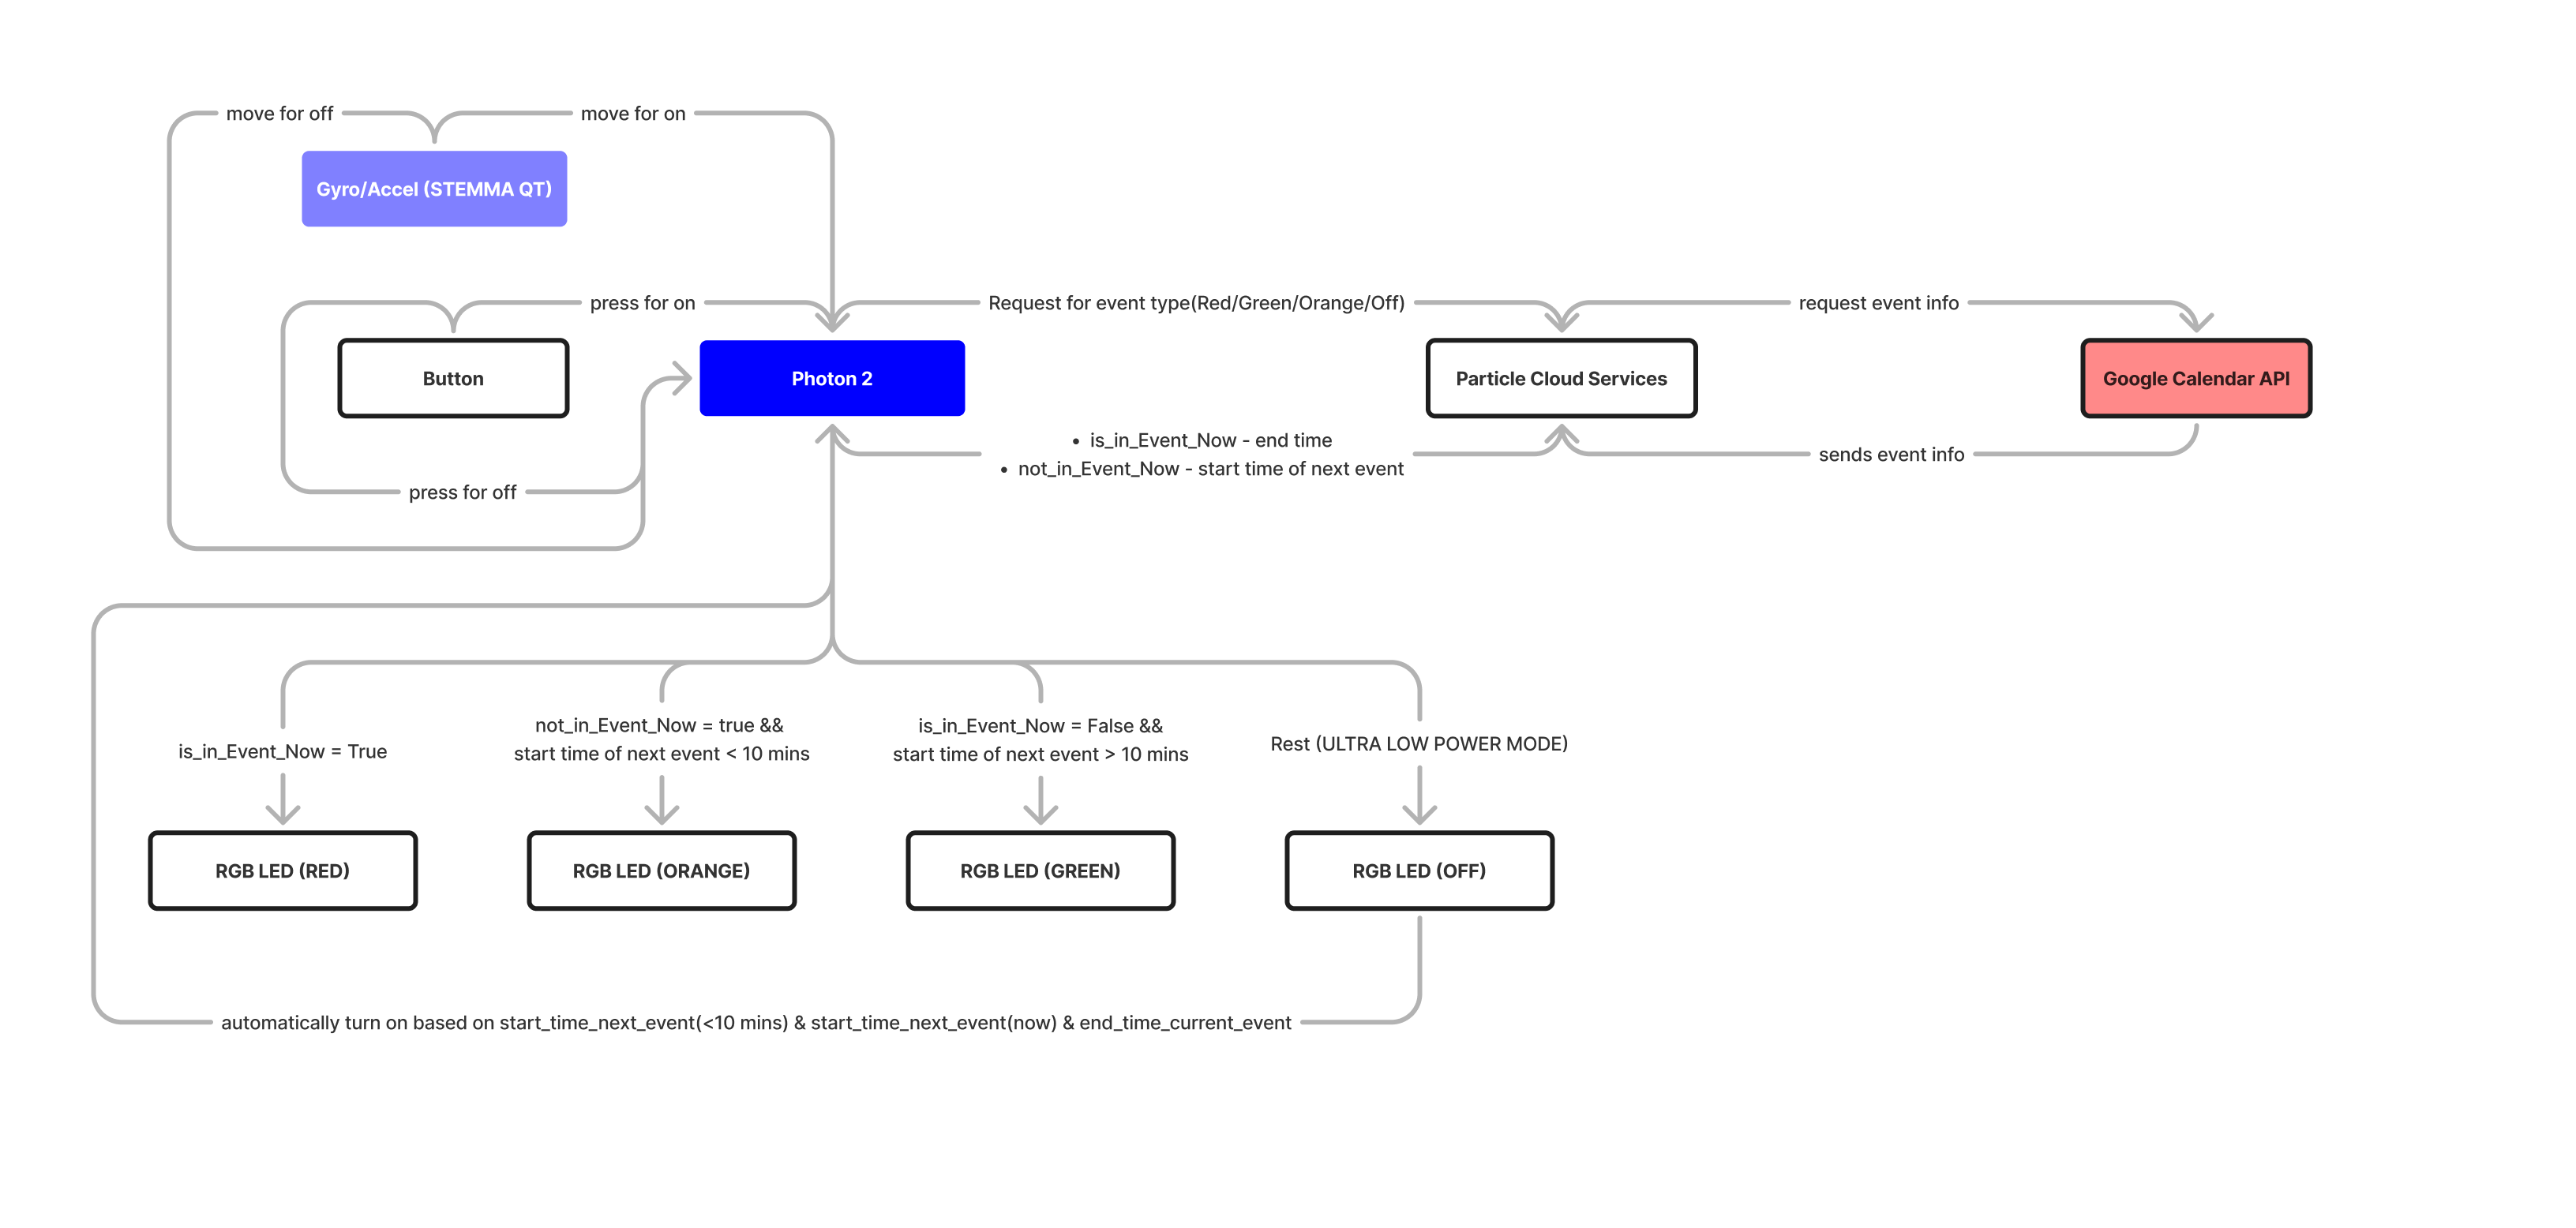 move for off
move for on
Gyro/Accel (STEMMA QT)
press for on
Request for event type(Red/Green/Orange/Off)
request event info
Button
Photon 2
Particle Cloud Services
Google Calendar API
• is_in_Event_Now - end time
• not_in_Event_Now - start time of next event
sends event info
press for off
is_in_Event_Now = True
not_in_Event_Now = true &&
start time of next event < 10 mins
is_in_Event_Now = False &&
start time of next event > 10 mins
Rest (ULTRA LOW POWER MODE)
RGB LED (RED)
RGB LED (ORANGE)
RGB LED (GREEN)
RGB LED (OFF)
automatically turn on based on start_time_next_event(<10 mins) & start_time_next_event(now) & end_time_current_event